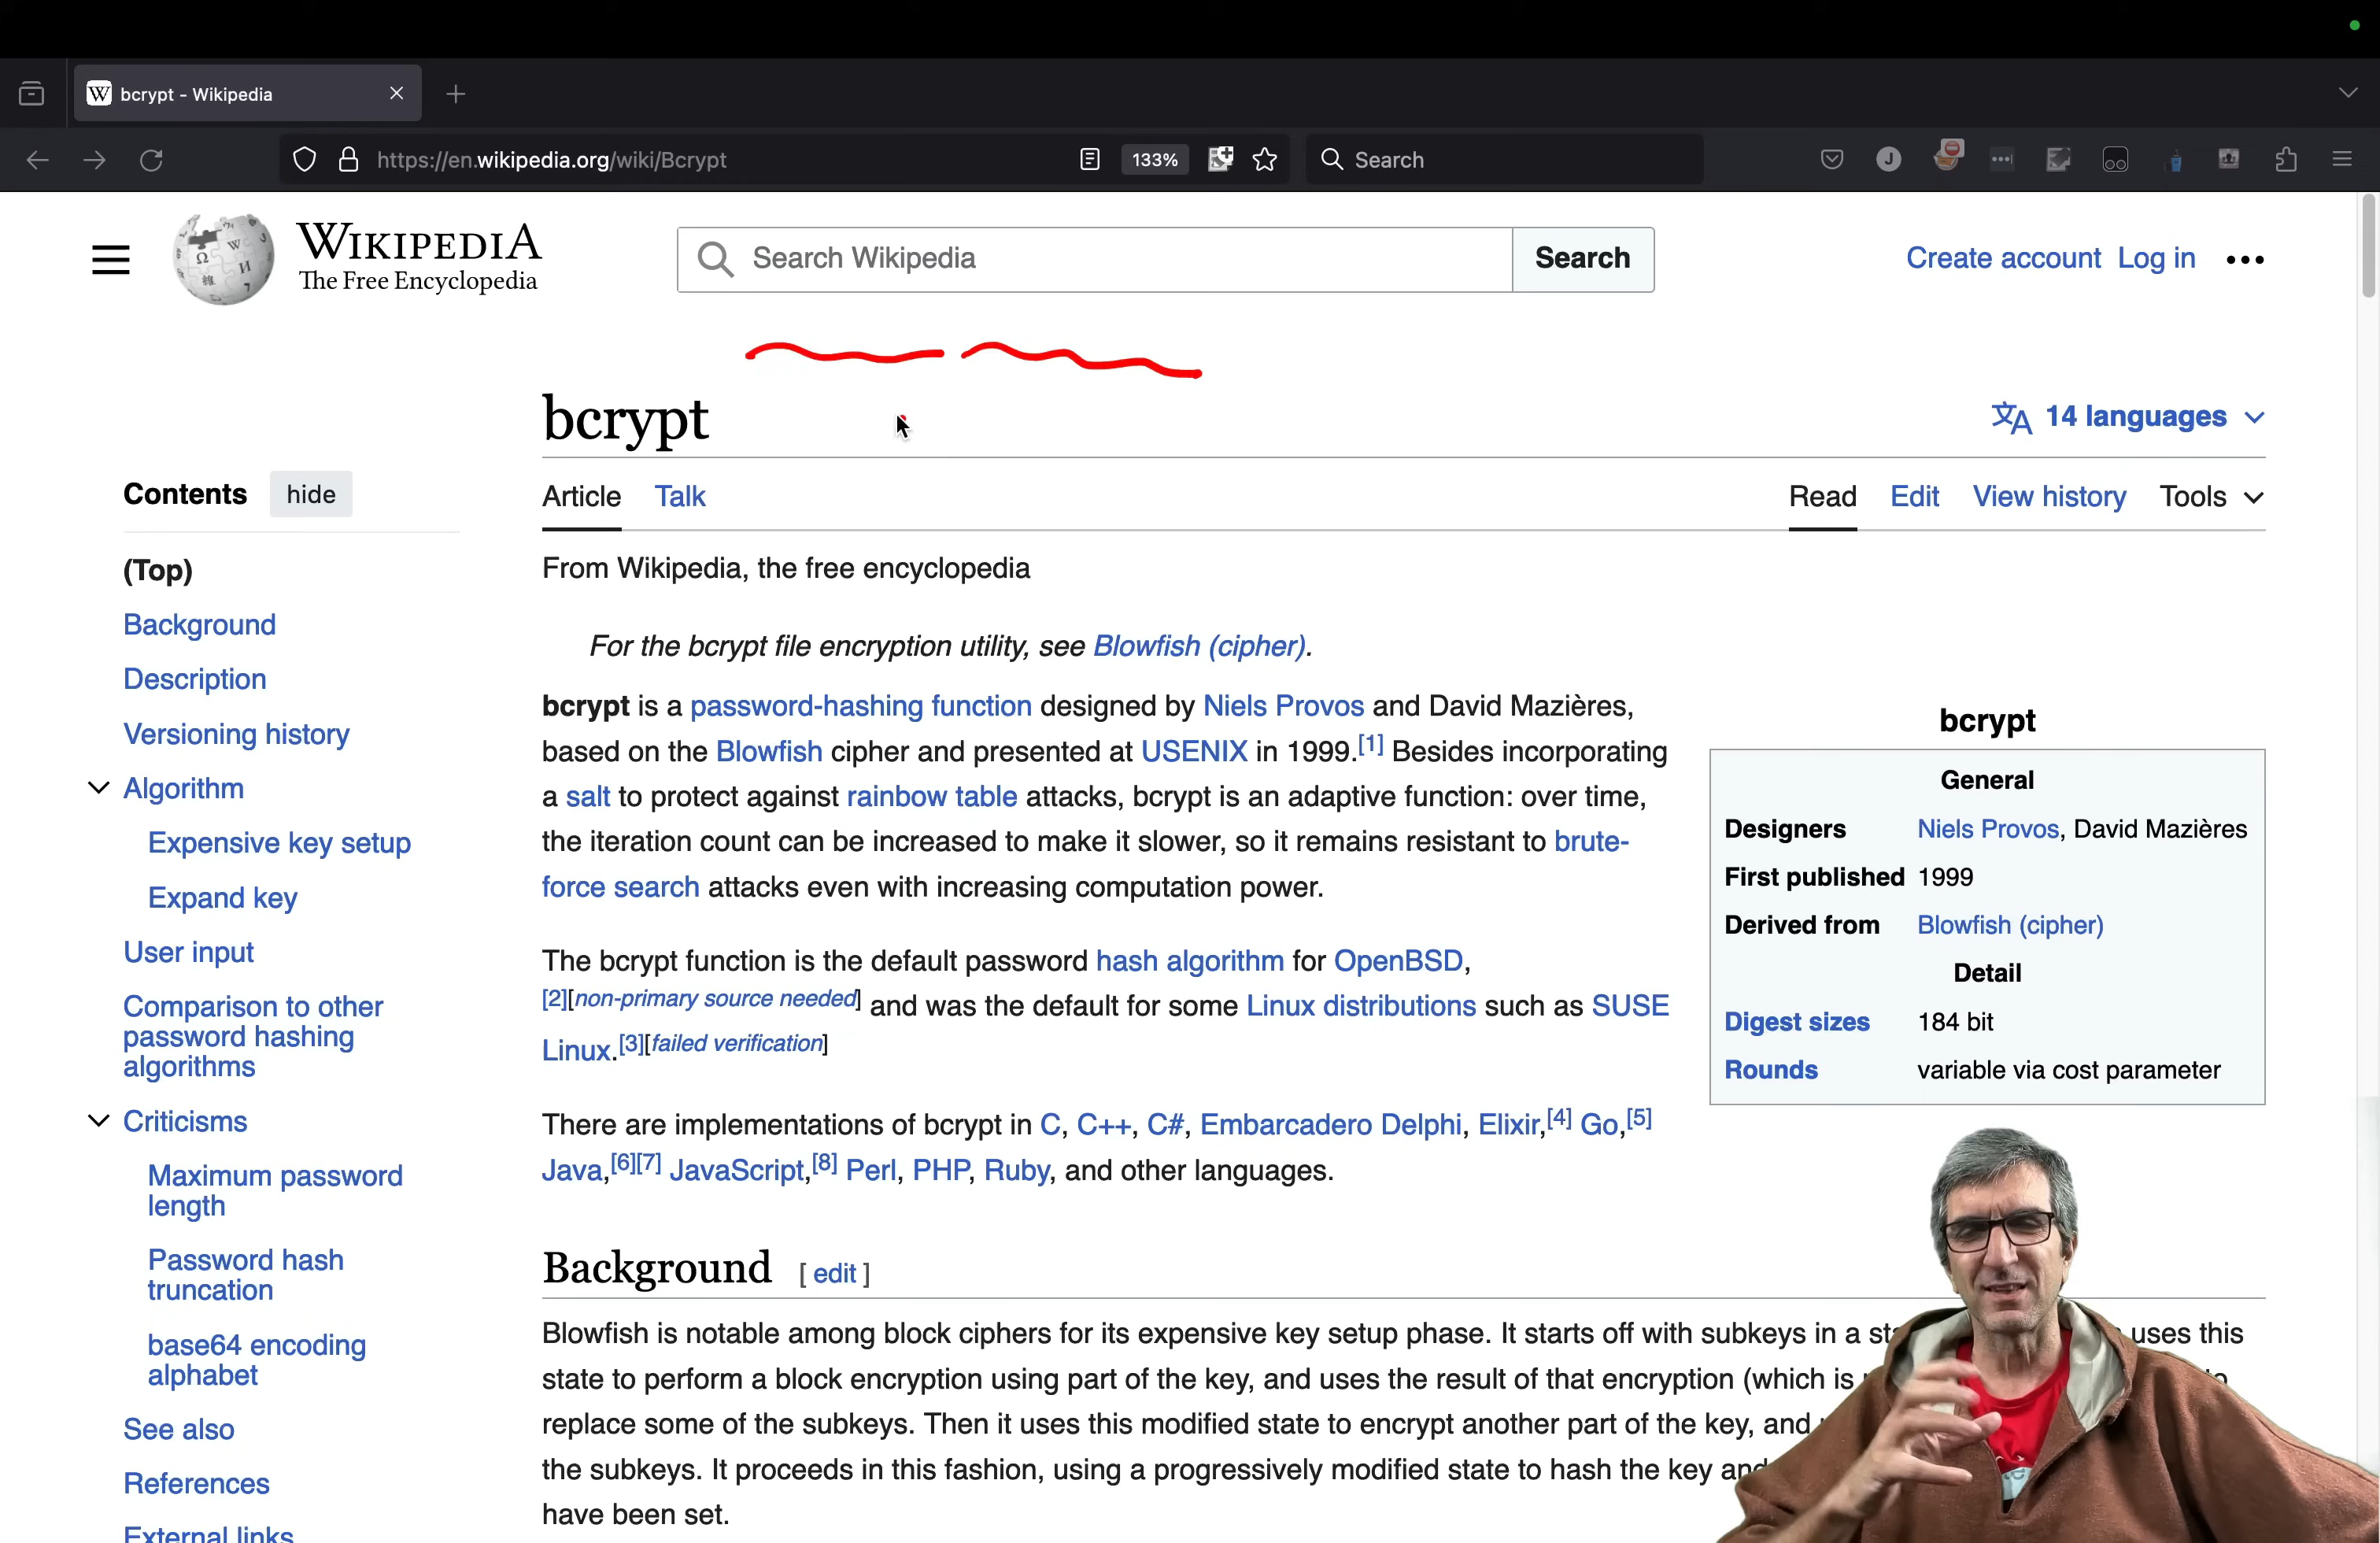 bcrypt - Wikipedia
https://en.wikipedia.org/wiki/Bcrypt
133%
Search
J
WIKIPEDIA
The Free Encyclopedia
Search Wikipedia
Search
Create account Log in
bcrypt
14 languages
Contents hide
Article Talk
Read Edit View history Tools
(Top)
Background
Description
Versioning history
Algorithm
Expensive key setup
Expand key
User input
Comparison to other
password hashing
algorithms
Criticisms
Maximum password
length
Password hash
truncation
base64 encoding
alphabet
See also
References
External links
From Wikipedia, the free encyclopedia
For the bcrypt file encryption utility, see Blowfish (cipher).
bcrypt is a password-hashing function designed by Niels Provos and David Mazières,
based on the Blowfish cipher and presented at USENIX in 1999.[1] Besides incorporating
a salt to protect against rainbow table attacks, bcrypt is an adaptive function: over time,
the iteration count can be increased to make it slower, so it remains resistant to brute-
force search attacks even with increasing computation power.
The bcrypt function is the default password hash algorithm for OpenBSD,
[2][non-primary source needed] and was the default for some Linux distributions such as SUSE
Linux.[3][failed verification]
There are implementations of bcrypt in C, C++, C#, Embarcadero Delphi, Elixir,[4] Go,[5]
Java,[6][7] JavaScript,[8] Perl, PHP, Ruby, and other languages.
bcrypt
General
Designers Niels Provos, David Mazières
First published 1999
Derived from Blowfish (cipher)
Detail
Digest sizes 184 bit
Rounds variable via cost parameter
Background [ edit ]
Blowfish is notable among block ciphers for its expensive key setup phase. It starts off with subkeys in a uses this
state to perform a block encryption using part of the key, and uses the result of that encryption (which is
replace some of the subkeys. Then it uses this modified state to encrypt another part of the key, and
the subkeys. It proceeds in this fashion, using a progressively modified state to hash the key and
have been set.